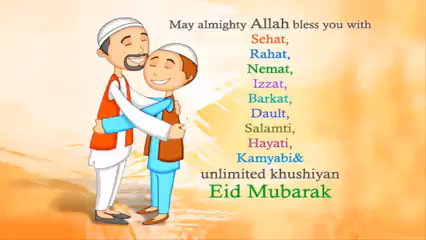 May almighty Allah bless you with
Sehat,
Rahat,
Nemat,
Izzat,
Barkat,
Dault,
Salamti,
Hayati,
Kamyabi&
unlimited khushiyan
Eid Mubarak